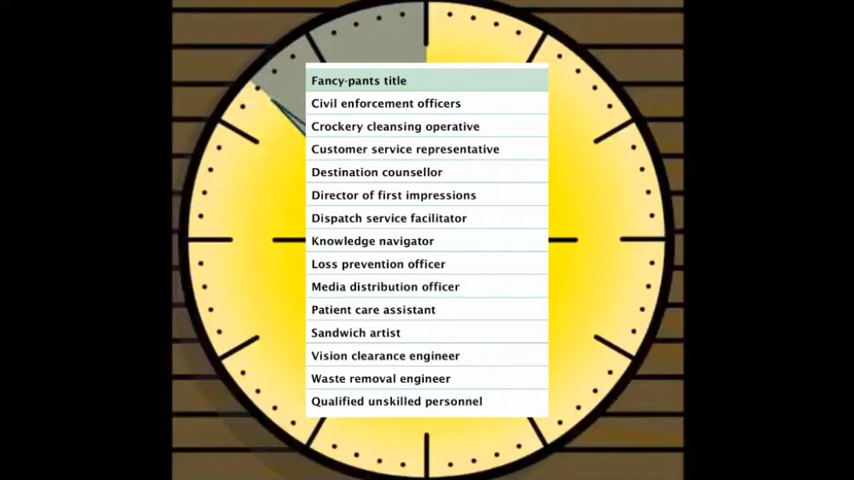 Fancy-pants title
Civil enforcement officers
Crockery cleansing operative
Customer service representative
Destination counsellor
Director of first impressions
Dispatch service facilitator
Knowledge navigator
Loss prevention officer
Media distribution officer
Patient care assistant
Sandwich artist
Vision clearance engineer
Waste removal engineer
Qualified unskilled personnel